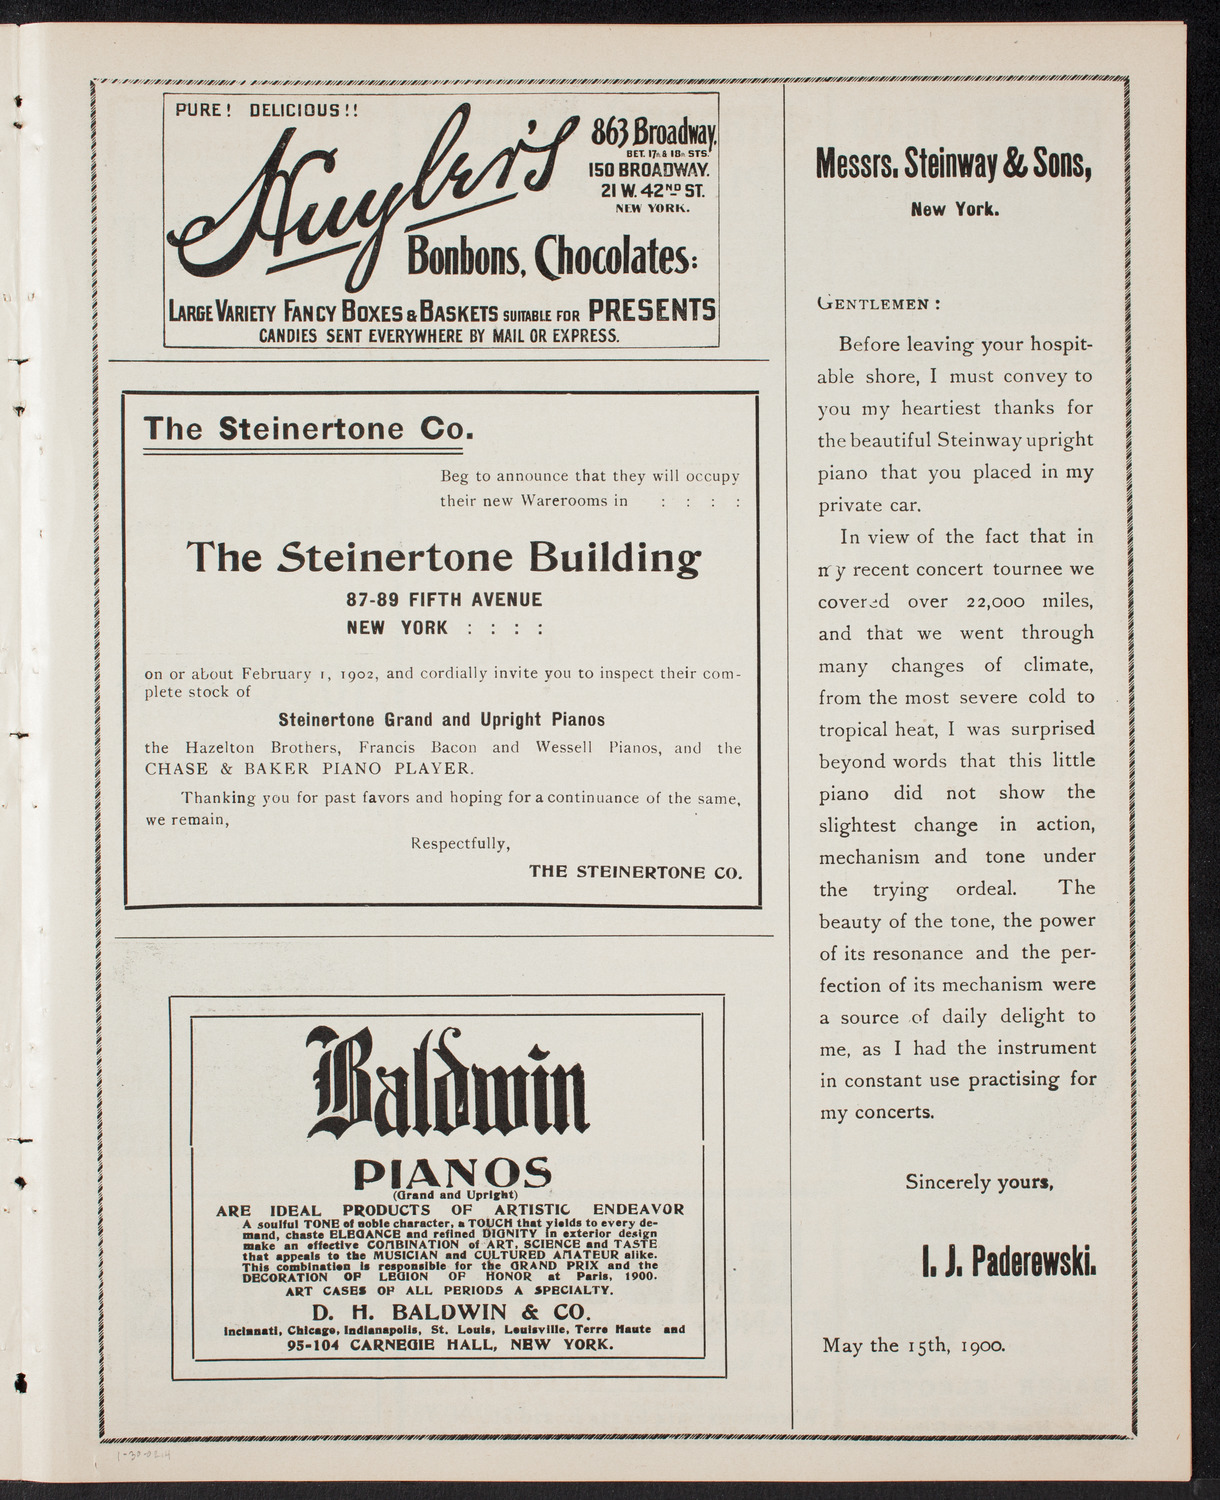 PURE! DELICIOUS!!
Huyler's
863 Broadway,
BET. 17th & 18th STS.
150 BROADWAY.
21 W. 42ND ST.
NEW YORK.
Bonbons, Chocolates:
LARGE VARIETY FANCY BOXES & BASKETS SUITABLE FOR PRESENTS
CANDIES SENT EVERYWHERE BY MAIL OR EXPRESS.
The Steinertone Co.
Beg to announce that they will occupy
their new Warerooms in : : : :
The Steinertone Building
87-89 FIFTH AVENUE
NEW YORK : : : :
on or about February 1, 1902, and cordially invite you to inspect their com-
plete stock of
Steinertone Grand and Upright Pianos
the Hazelton Brothers, Francis Bacon and Wessell Pianos, and the
CHASE & BAKER PIANO PLAYER.
Thanking you for past favors and hoping for a continuance of the same,
we remain,
Respectfully,
THE STEINERTONE CO.
Baldwin
PIANOS
(Grand and Upright)
ARE IDEAL PRODUCTS OF ARTISTIC ENDEAVOR
A soulful TONE of noble character, a TOUCH that yields to every de-
mand, chaste ELEGANCE and refined DIGNITY in exterior design
make an effective COMBINATION of ART, SCIENCE and TASTE
that appeals to the MUSICIAN and CULTURED AMATEUR alike.
This combination is responsible for the GRAND PRIX and the
DECORATION OF LEGION OF HONOR at Paris, 1900.
ART CASES OF ALL PERIODS A SPECIALTY.
D. H. BALDWIN & CO.
incinnati, Chicago, Indianapolis, St. Louis, Louisville, Terre Haute and
95-104 CARNEGIE HALL, NEW YORK.
Messrs. Steinway & Sons,
New York.
GENTLEMEN:
Before leaving your hospit-
able shore, I must convey to
you my heartiest thanks for
the beautiful Steinway upright
piano that you placed in my
private car.
In view of the fact that in
my recent concert tournee we
covered over 22,000 miles,
and that we went through
many changes of climate,
from the most severe cold to
tropical heat, I was surprised
beyond words that this little
piano did not show the
slightest change in action,
mechanism and tone under
the trying ordeal. The
beauty of the tone, the power
of its resonance and the per-
fection of its mechanism were
a source of daily delight to
me, as I had the instrument
in constant use practising for
my concerts.
Sincerely yours,
I. J. Paderewski.
May the 15th, 1900.
1-30-02.4